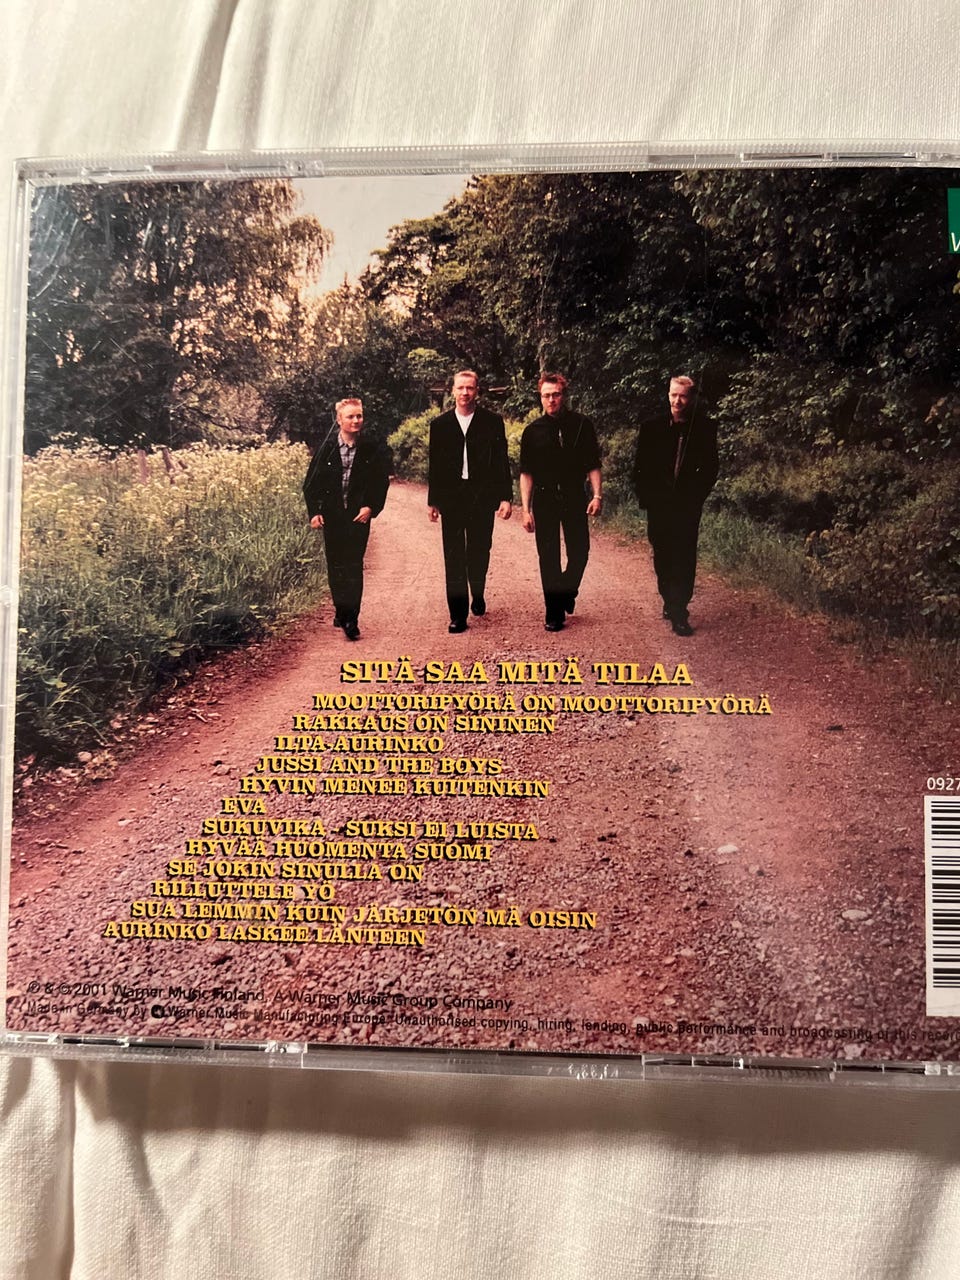 SITÄ SAA MITÄ TILAA
MOOTTORIPYÖRÄ ON MOOTTORIPYÖRÄ
RAKKAUS ON SININEN
ILTA-AURINKO
JUSSI AND THE BOYS
HYVIN MENEE KUITENKIN
EVA
SUKUVIKA - SUKSI EI LUISTA
HYVÄÄ HUOMENTA SUOMI
SE JOKIN SINULLA ON
RILLUTTELE YÖ
SUA LEMMIN KUIN JÄRJETÖN MÄ OISIN
AURINKO LASKEE LÄNTEEN
0927
℗ & © 2001 Warner Music Finland, A Warner Music Group Company
Made in Germany by Warner Music Manufacturing Europe. Unauthorised copying, hiring, lending, public performance and broadcasting of this record